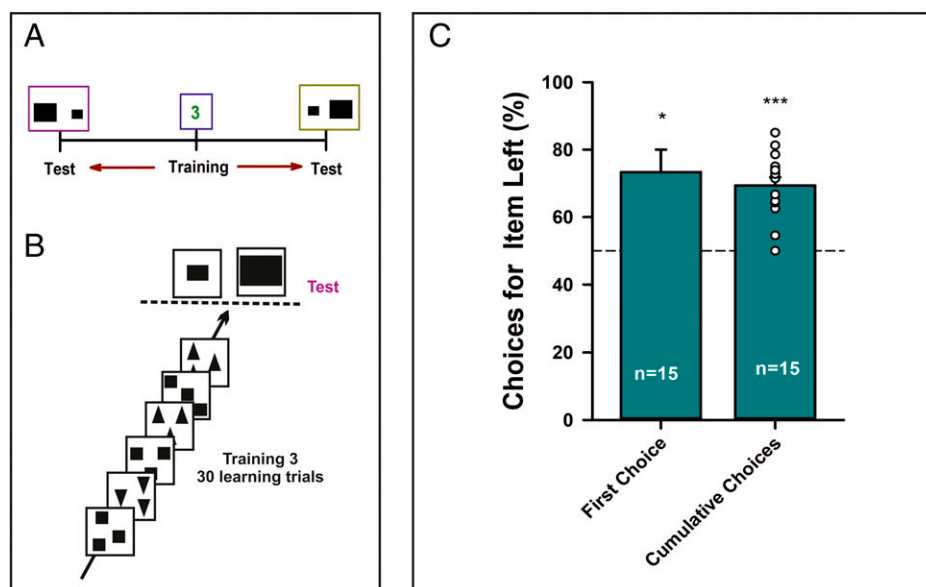 A
3
Test
Training
Test
B
Test
Training 3
30 learning trials
C
Choices for Item Left (%)
100
80
60
40
20
0
*
***
n=15
n=15
First Choice
Cumulative Choices